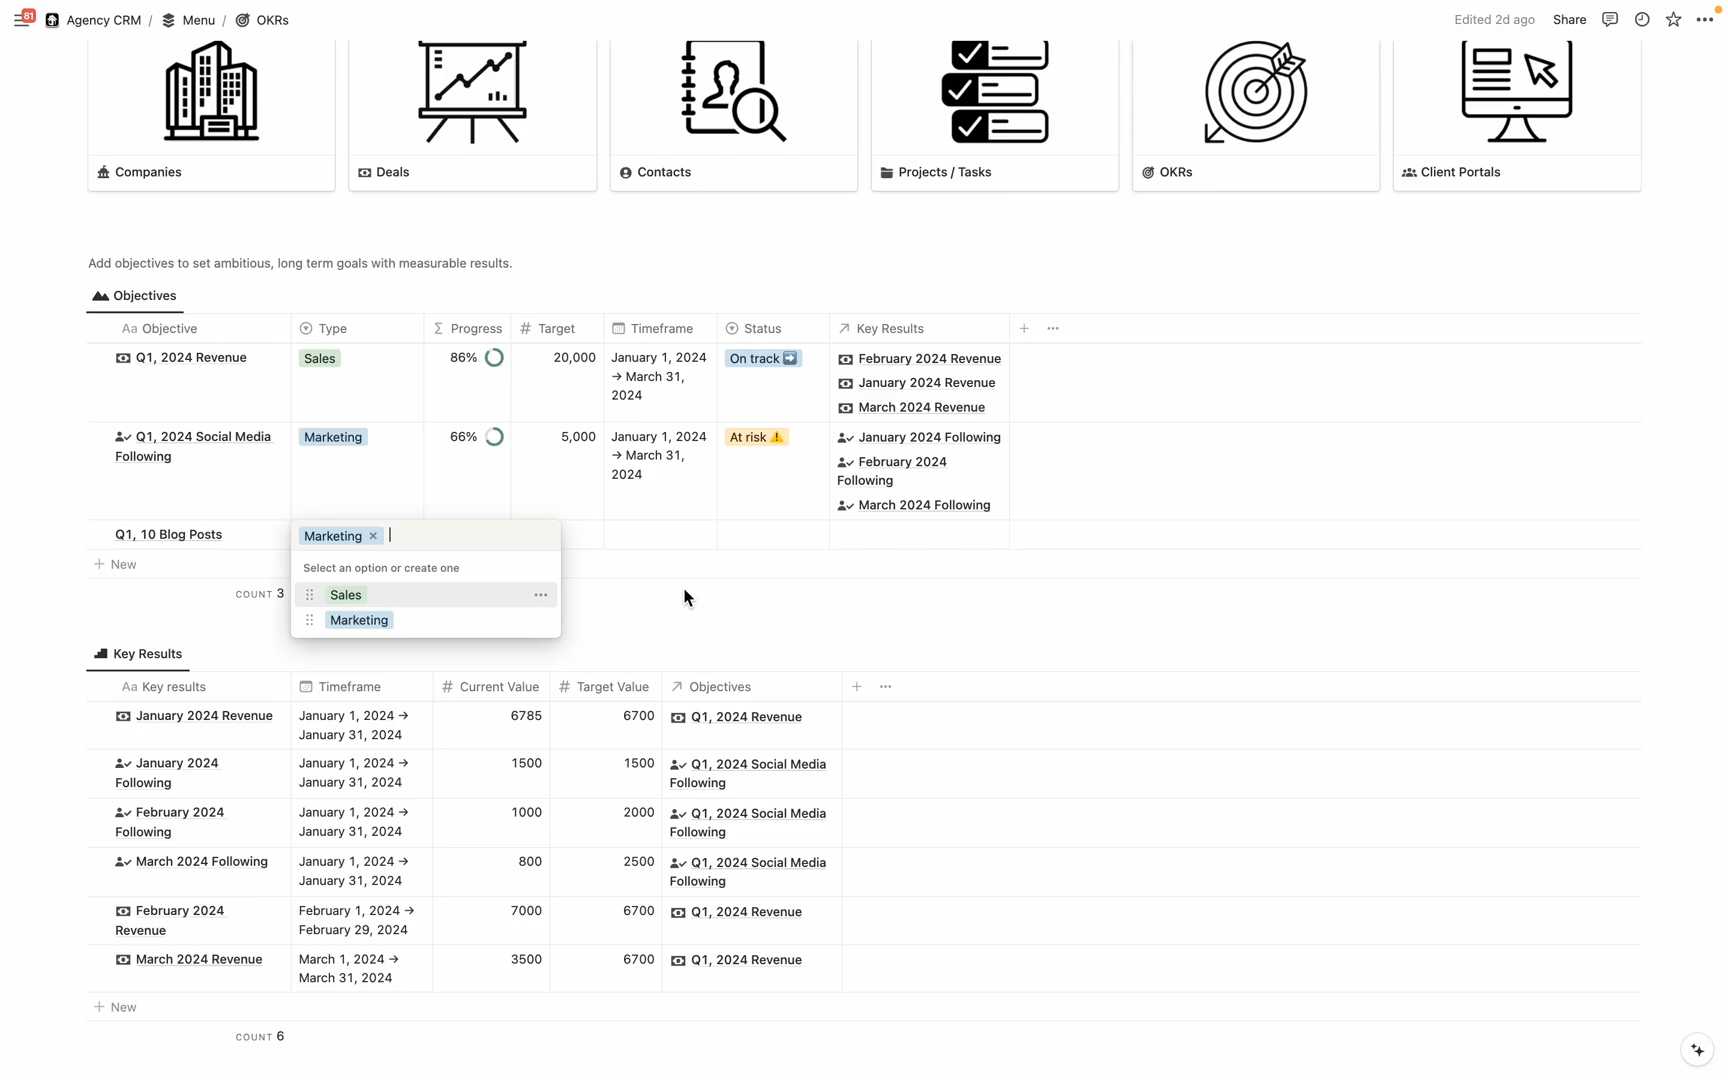 81 Agency CRM / Menu / OKRs Edited 2d ago Share
Companies Deals Contacts Projects / Tasks OKRs Client Portals
Add objectives to set ambitious, long term goals with measurable results.
Objectives
Aa Objective Type Σ Progress # Target Timeframe Status Key Results
Q1, 2024 Revenue Sales 86% 20,000 January 1, 2024 On track February 2024 Revenue
→ March 31, January 2024 Revenue
2024 March 2024 Revenue
Q1, 2024 Social Media Marketing 66% 5,000 January 1, 2024 At risk January 2024 Following
Following → March 31, February 2024
2024 Following
March 2024 Following
Q1, 10 Blog Posts Marketing ×
+ New Select an option or create one
COUNT 3 Sales
Marketing
Key Results
Aa Key results Timeframe # Current Value # Target Value Objectives
January 2024 Revenue January 1, 2024 → 6785 6700 Q1, 2024 Revenue
January 31, 2024
January 2024 January 1, 2024 → 1500 1500 Q1, 2024 Social Media
Following January 31, 2024 Following
February 2024 January 1, 2024 → 1000 2000 Q1, 2024 Social Media
Following January 31, 2024 Following
March 2024 Following January 1, 2024 → 800 2500 Q1, 2024 Social Media
January 31, 2024 Following
February 2024 February 1, 2024 → 7000 6700 Q1, 2024 Revenue
Revenue February 29, 2024
March 2024 Revenue March 1, 2024 → 3500 6700 Q1, 2024 Revenue
March 31, 2024
+ New
COUNT 6